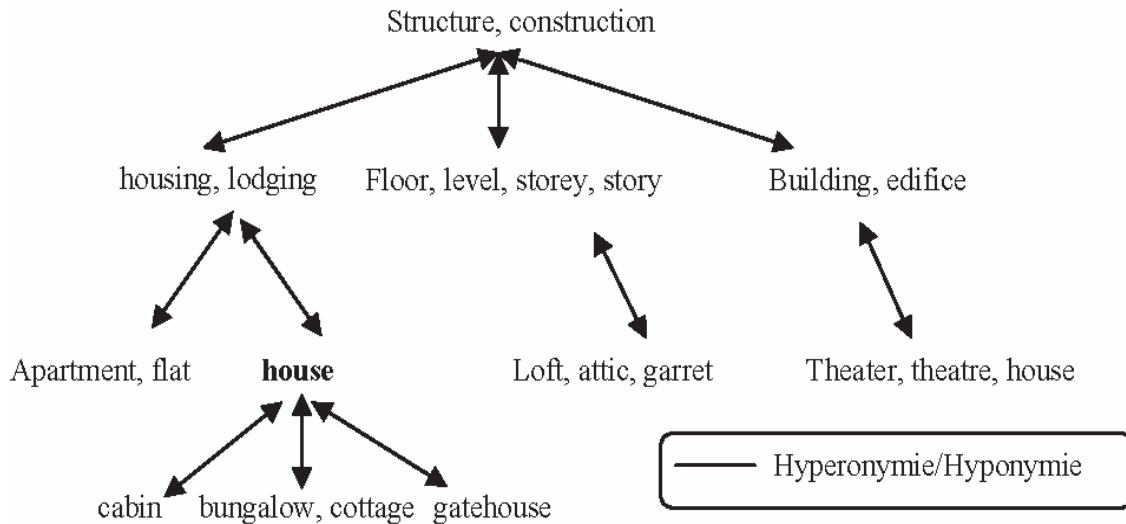 Structure, construction
housing, lodging
Floor, level, storey, story
Building, edifice
Apartment, flat
house
Loft, attic, garret
Theater, theatre, house
cabin
bungalow, cottage
gatehouse
Hyperonymie/Hyponymie